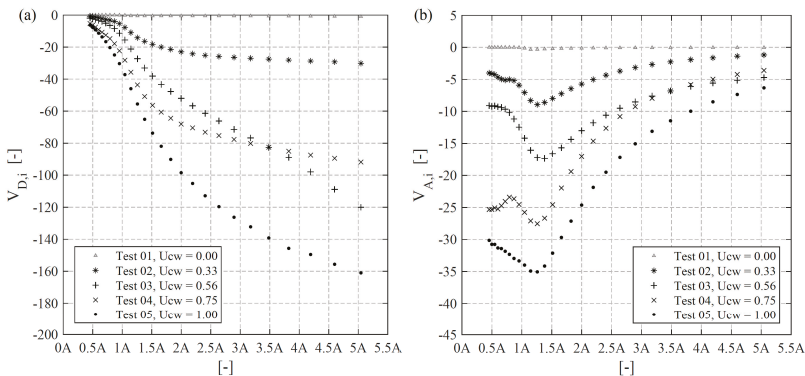 (a)
0
-20
-40
-60
-80
-100
-120
-140
-160
-180
-200
V_D,i [-]
Test 01, Ucw = 0.00
Test 02, Ucw = 0.33
Test 03, Ucw = 0.56
Test 04, Ucw = 0.75
Test 05, Ucw = 1.00
0A 0.5A 1A 1.5A 2A 2.5A 3A 3.5A 4A 4.5A 5A 5.5A
[-]
(b)
5
0
-5
-10
-15
-20
-25
-30
-35
-40
-45
V_A,i [-]
Test 01, Ucw = 0.00
Test 02, Ucw = 0.33
Test 03, Ucw = 0.56
Test 04, Ucw = 0.75
Test 05, Ucw − 1.00
0A 0.5A 1A 1.5A 2A 2.5A 3A 3.5A 4A 4.5A 5A 5.5A
[-]